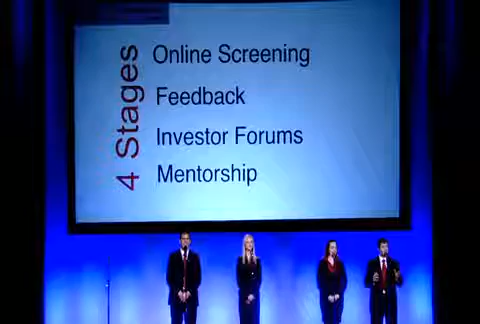 4 Stages
Online Screening
Feedback
Investor Forums
Mentorship